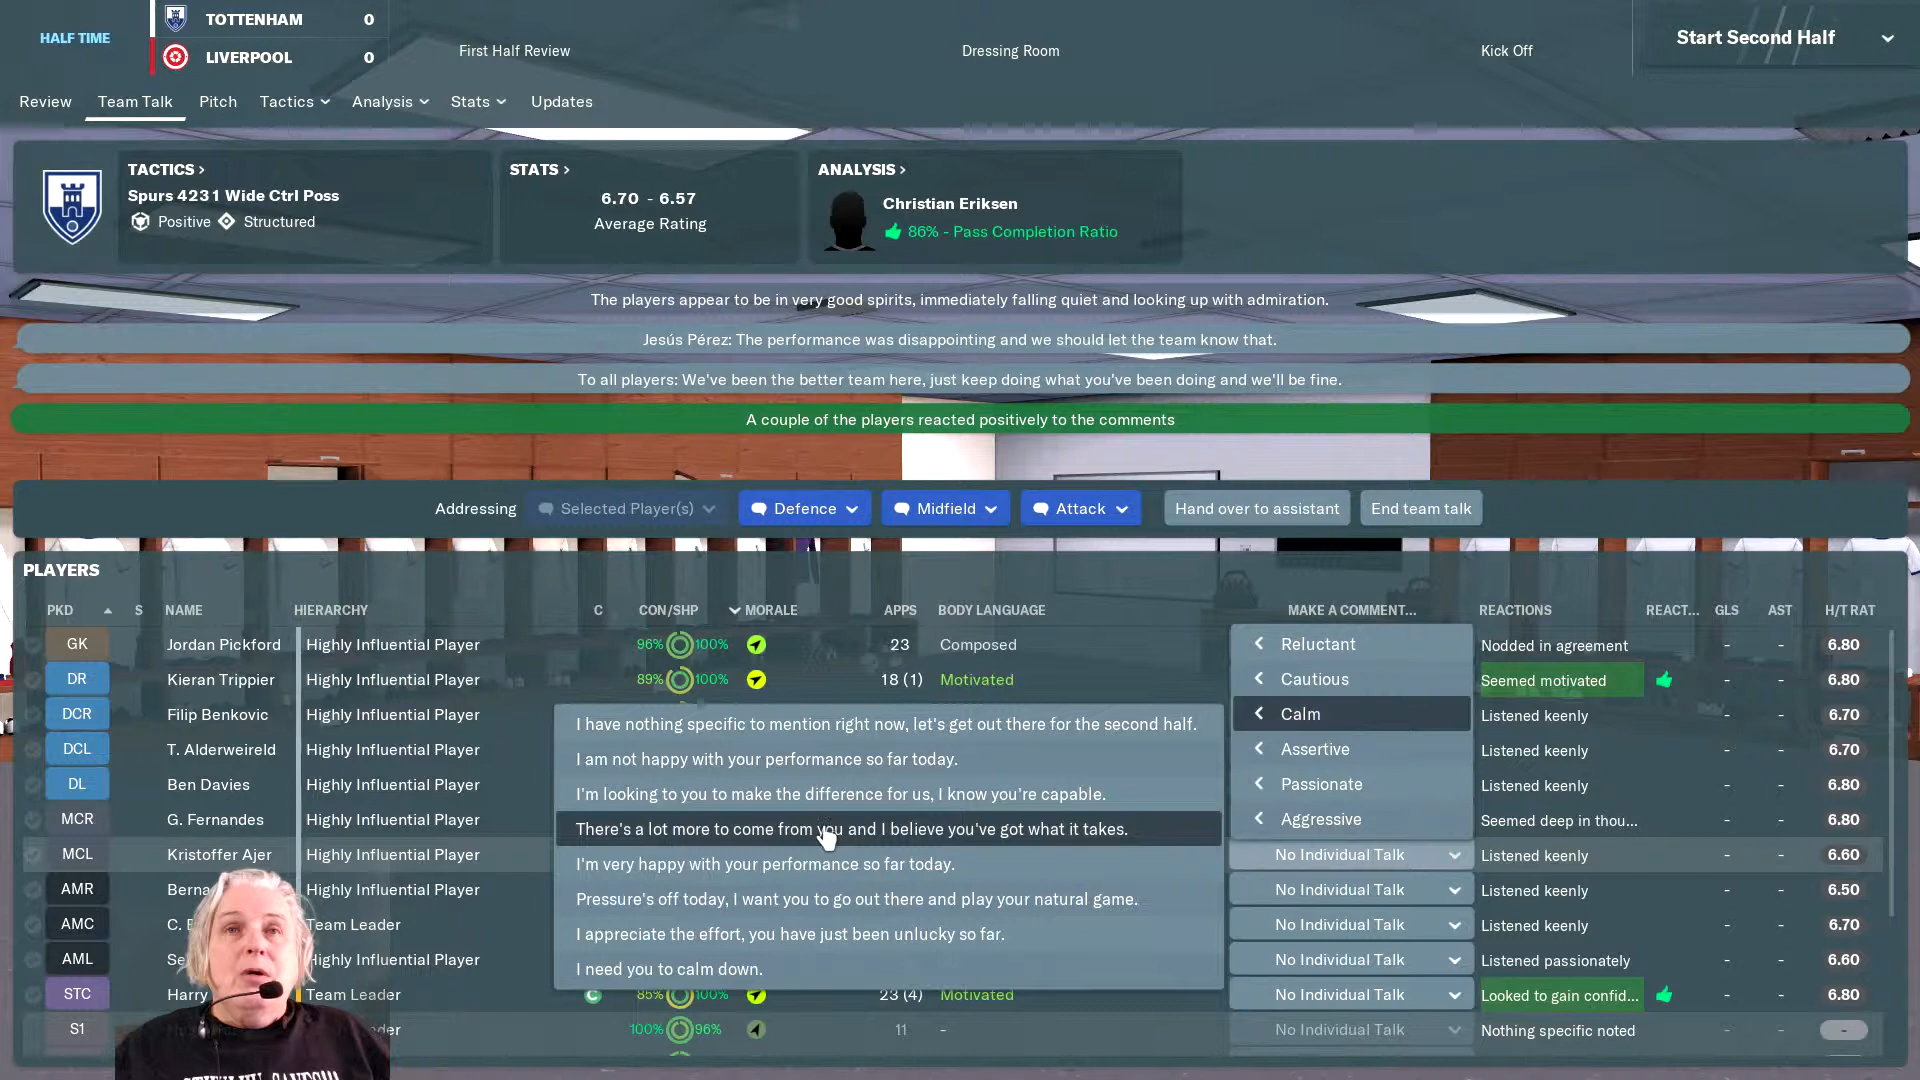 HALF TIME
TOTTENHAM 0
LIVERPOOL 0
First Half Review
Dressing Room
Kick Off
Start Second Half
Review Team Talk Pitch Tactics Analysis Stats Updates
TACTICS >
Spurs 4231 Wide Ctrl Poss
Positive Structured
STATS >
6.70 - 6.57
Average Rating
ANALYSIS >
Christian Eriksen
86% - Pass Completion Ratio
The players appear to be in very good spirits, immediately falling quiet and looking up with admiration.
Jesús Pérez: The performance was disappointing and we should let the team know that.
To all players: We've been the better team here, just keep doing what you've been doing and we'll be fine.
A couple of the players reacted positively to the comments
Addressing Selected Player(s) Defence Midfield Attack Hand over to assistant End team talk
PLAYERS
PKD S NAME HIERARCHY C CON/SHP MORALE APPS BODY LANGUAGE MAKE A COMMENT... REACTIONS REACT... GLS AST H/T RAT
GK Jordan Pickford Highly Influential Player 96% 100% 23 Composed Reluctant Nodded in agreement - - 6.80
DR Kieran Trippier Highly Influential Player 89% 100% 18 (1) Motivated Cautious Seemed motivated - - 6.80
DCR Filip Benkovic Highly Influential Player Calm Listened keenly - - 6.70
I have nothing specific to mention right now, let's get out there for the second half.
DCL T. Alderweireld Highly Influential Player Assertive Listened keenly - - 6.70
I am not happy with your performance so far today.
DL Ben Davies Highly Influential Player Passionate Listened keenly - - 6.80
I'm looking to you to make the difference for us, I know you're capable.
MCR G. Fernandes Highly Influential Player Aggressive Seemed deep in thou... - - 6.80
There's a lot more to come from you and I believe you've got what it takes.
MCL Kristoffer Ajer Highly Influential Player No Individual Talk Listened keenly - - 6.60
I'm very happy with your performance so far today.
AMR Berna Highly Influential Player No Individual Talk Listened keenly - - 6.50
Pressure's off today, I want you to go out there and play your natural game.
AMC C. E Team Leader No Individual Talk Listened keenly - - 6.70
I appreciate the effort, you have just been unlucky so far.
AML Se Highly Influential Player No Individual Talk Listened passionately - - 6.60
I need you to calm down.
STC Harry Team Leader C 85% 100% 23 (4) Motivated No Individual Talk Looked to gain confid... - - 6.80
S1 100% 96% 11 - No Individual Talk Nothing specific noted - - -